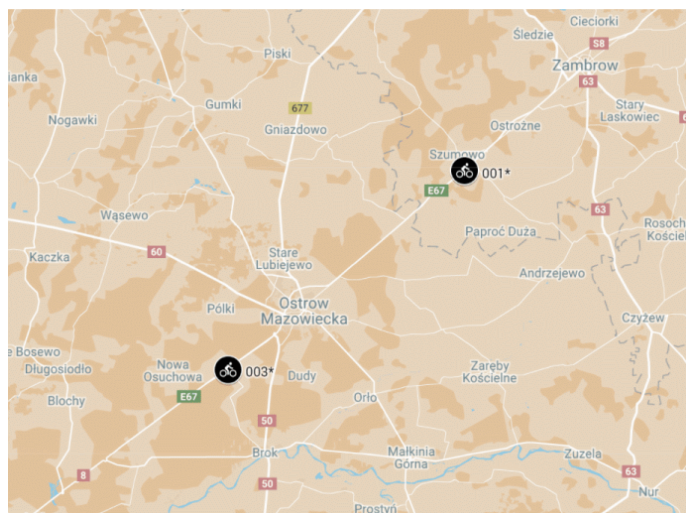 Cieciorki
Śledzie
S8
Piski
Zambrow
ianka
63
Gumki
677
Stary
Laskowiec
Nogawki
Gniazdowo
Ostrożne
Szumowo
001*
E67
Wąsewo
63
Paproć Duża
Rosoch
Kościel
Kaczka
60
Stare
Lubiejewo
Andrzejewo
Pólki
Ostrow
Mazowiecka
Czyżew
e Bosewo
Długosiodło
Nowa
Osuchowa
003*
Dudy
Zaręby
Kościelne
E67
Blochy
Orło
50
Brok
Małkinia
Górna
Zuzela
8
63
50
Nur
Prostyń